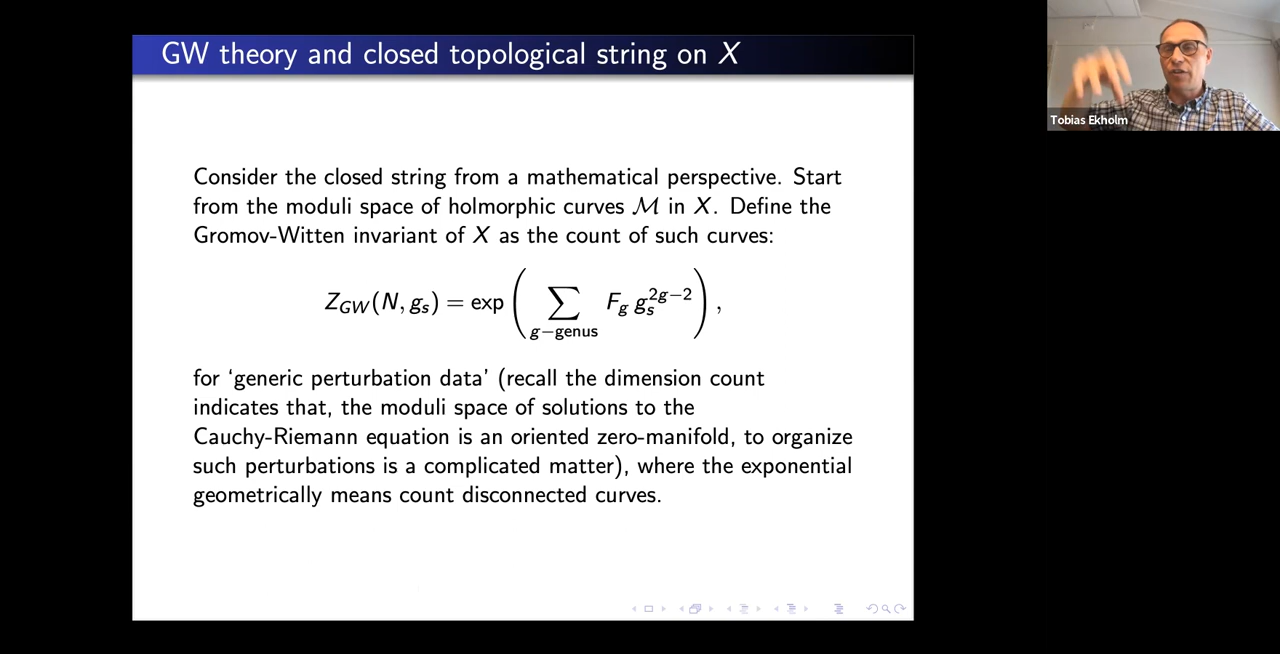 GW theory and closed topological string on X
Tobias Ekholm
Consider the closed string from a mathematical perspective. Start
from the moduli space of holmorphic curves ℳ in X. Define the
Gromov-Witten invariant of X as the count of such curves:
Z_{GW}(N, g_s) = exp ( ∑_{g−genus} F_g g_s^{2g−2} ) ,
for ‘generic perturbation data’ (recall the dimension count
indicates that, the moduli space of solutions to the
Cauchy-Riemann equation is an oriented zero-manifold, to organize
such perturbations is a complicated matter), where the exponential
geometrically means count disconnected curves.